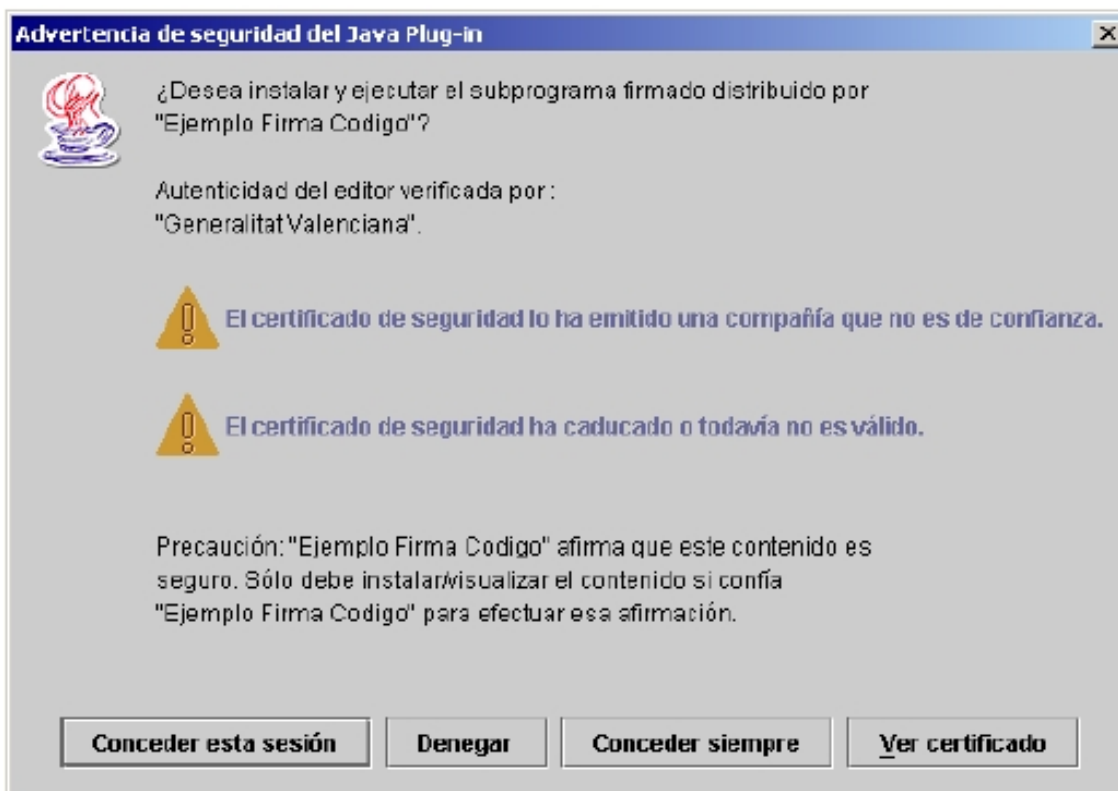 Advertencia de seguridad del Java Plug-in
¿Desea instalar y ejecutar el subprograma firmado distribuido por
"Ejemplo Firma Codigo"?
Autenticidad del editor verificada por :
"Generalitat Valenciana".
El certificado de seguridad lo ha emitido una compañía que no es de confianza.
El certificado de seguridad ha caducado o todavía no es válido.
Precaución: "Ejemplo Firma Codigo" afirma que este contenido es
seguro. Sólo debe instalar/visualizar el contenido si confía
"Ejemplo Firma Codigo" para efectuar esa afirmación.
Conceder esta sesión Denegar Conceder siempre Ver certificado